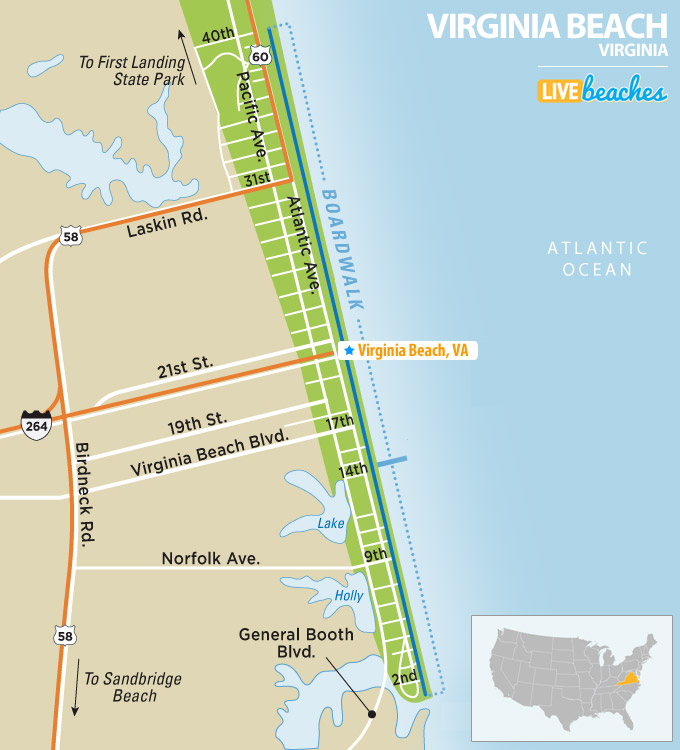 VIRGINIA BEACH
VIRGINIA
LIVE beaches
40th
60
To First Landing
State Park
Pacific Ave.
31st
Laskin Rd.
58
Atlantic Ave.
BOARDWALK
ATLANTIC
OCEAN
Virginia Beach, VA
21st St.
264
19th St.
17th
Virginia Beach Blvd.
14th
Birdneck Rd.
Lake
Norfolk Ave.
9th
Holly
58
General Booth
Blvd.
2nd
To Sandbridge
Beach